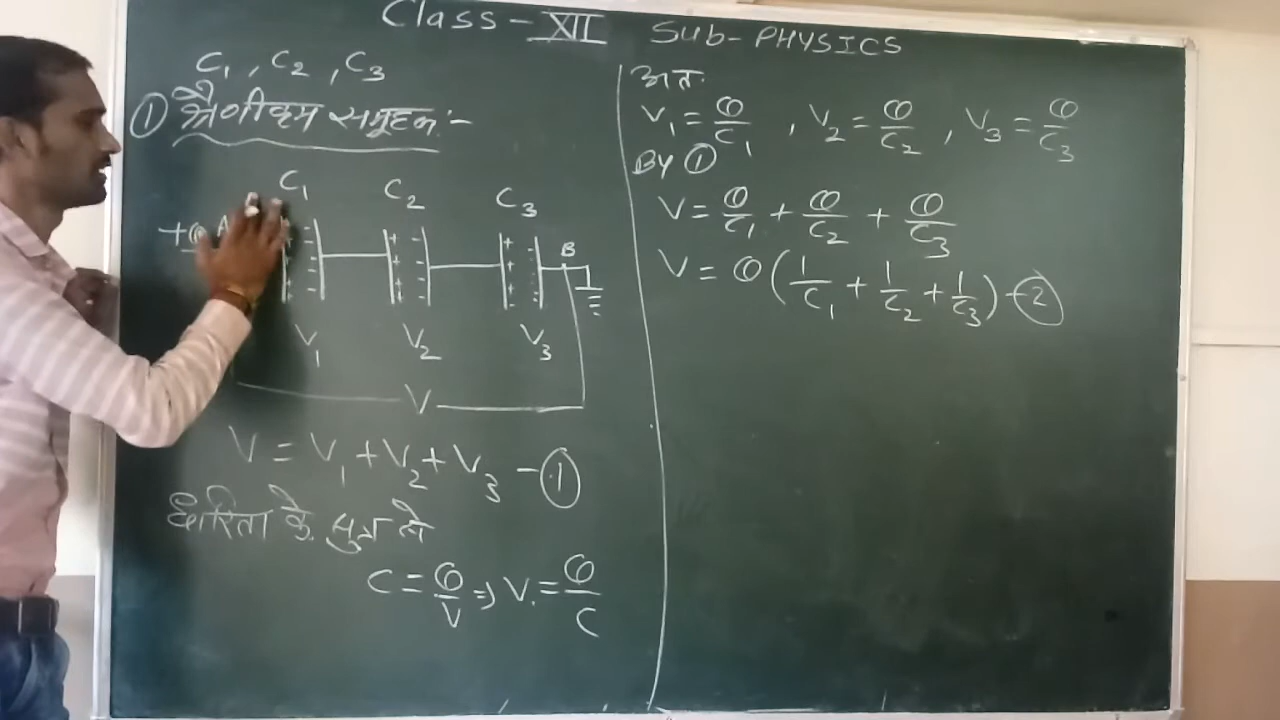 Class - XII Sub- PHYSICS
C₁, C₂, C₃
① श्रेणीक्रम समूहन :-
C₁ C₂ C₃
+Q A B
V₁ V₂ V₃
V
V = V₁ + V₂ + V₃ - ①
धारिता के सूत्र से
C = Q/V ⇒ V = Q/C
अतः
V₁ = Q/C₁ , V₂ = Q/C₂ , V₃ = Q/C₃
By ①
V = Q/C₁ + Q/C₂ + Q/C₃
V = Q (1/C₁ + 1/C₂ + 1/C₃) - ②